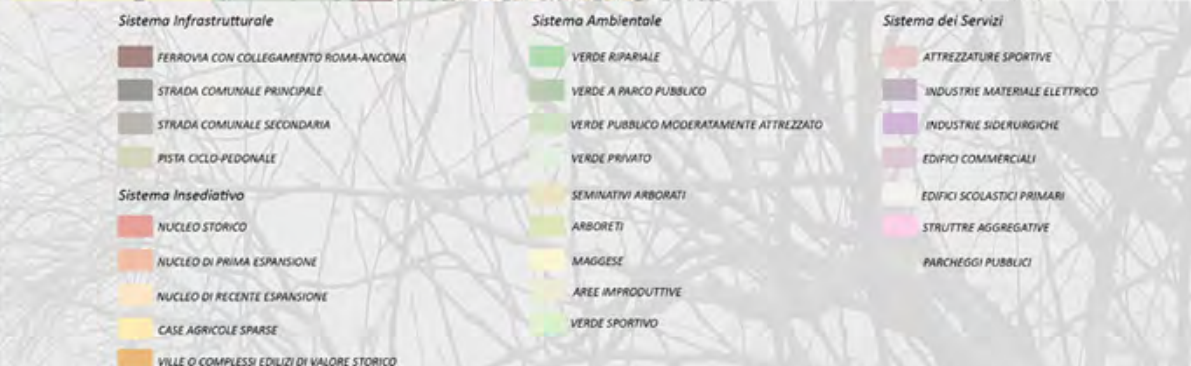 Sistema Infrastrutturale
FERROVIA CON COLLEGAMENTO ROMA-ANCONA
STRADA COMUNALE PRINCIPALE
STRADA COMUNALE SECONDARIA
PISTA CICLO-PEDONALE
Sistema Insediativo
NUCLEO STORICO
NUCLEO DI PRIMA ESPANSIONE
NUCLEO DI RECENTE ESPANSIONE
CASE AGRICOLE SPARSE
VILLE O COMPLESSI EDILIZI DI VALORE STORICO
Sistema Ambientale
VERDE RIPARIALE
VERDE A PARCO PUBBLICO
VERDE PUBBLICO MODERATAMENTE ATTREZZATO
VERDE PRIVATO
SEMINATIVI ARBORATI
ARBORETI
MAGGESE
AREE IMPRODUTTIVE
VERDE SPORTIVO
Sistema dei Servizi
ATTREZZATURE SPORTIVE
INDUSTRIE MATERIALE ELETTRICO
INDUSTRIE SIDERURGICHE
EDIFICI COMMERCIALI
EDIFICI SCOLASTICI PRIMARI
STRUTTRE AGGREGATIVE
PARCHEGGI PUBBLICI